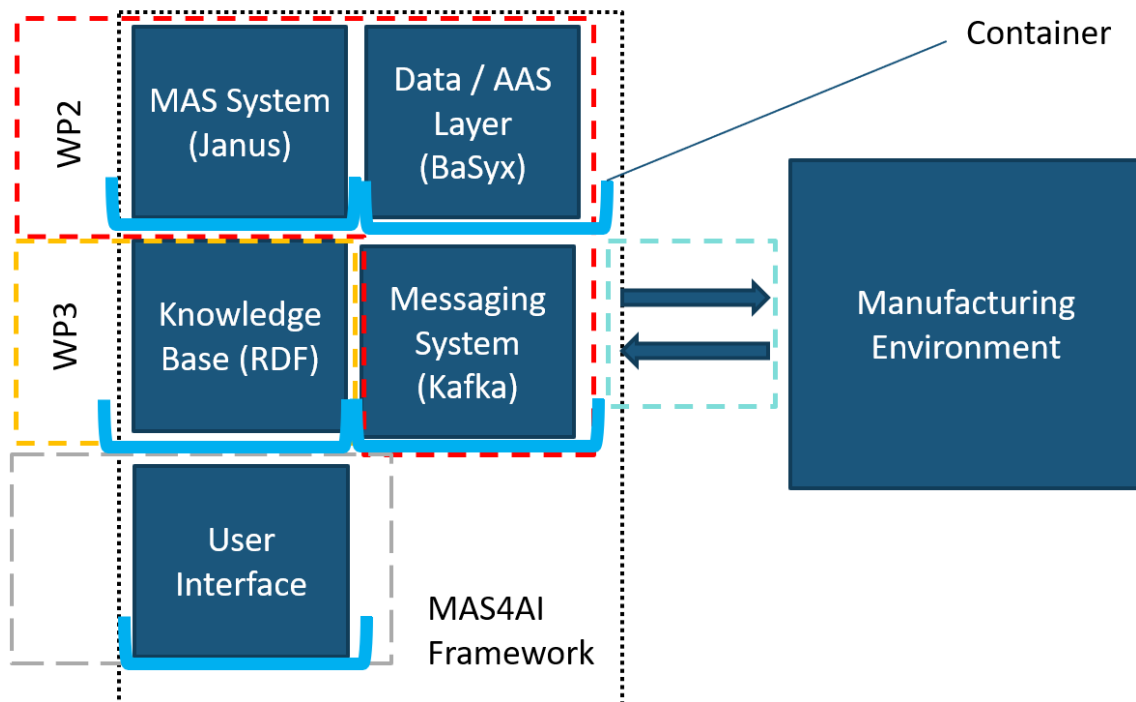 Container
WP2
MAS System
(Janus)
Data / AAS
Layer
(BaSyx)
WP3
Knowledge
Base (RDF)
Messaging
System
(Kafka)
Manufacturing
Environment
User
Interface
MAS4AI
Framework